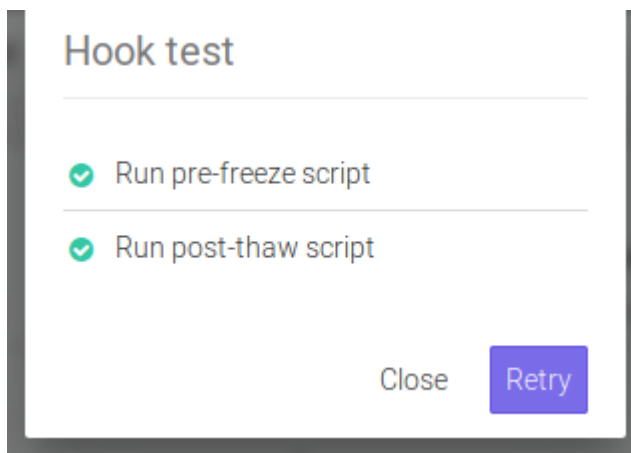 Hook test
Run pre-freeze script
Run post-thaw script
Close Retry